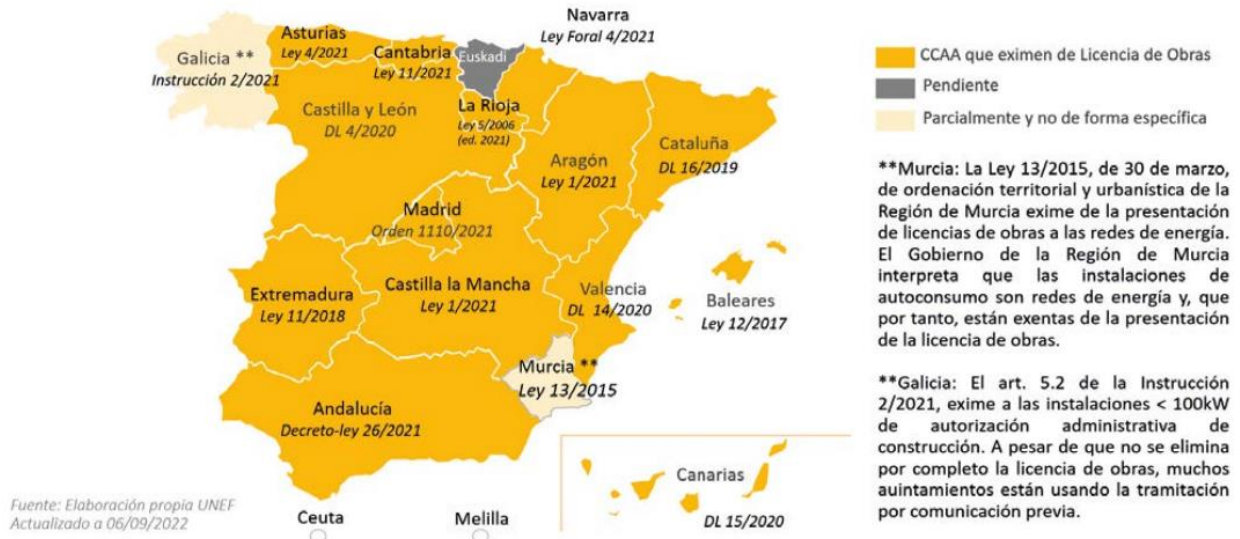 Navarra
Ley Foral 4/2021
Asturias
Ley 4/2021
Cantabria
Ley 11/2021
Euskadi
Galicia **
Instrucción 2/2021
Castilla y León
DL 4/2020
La Rioja
Ley 5/2006
(ed. 2021)
Aragón
Ley 1/2021
Cataluña
DL 16/2019
Madrid
Orden 1110/2021
Extremadura
Ley 11/2018
Castilla la Mancha
Ley 1/2021
Valencia
DL 14/2020
Baleares
Ley 12/2017
Murcia **
Ley 13/2015
Andalucía
Decreto-ley 26/2021
Canarias
DL 15/2020
Ceuta
Melilla
Fuente: Elaboración propia UNEF
Actualizado a 06/09/2022
CCAA que eximen de Licencia de Obras
Pendiente
Parcialmente y no de forma específica
**Murcia: La Ley 13/2015, de 30 de marzo,
de ordenación territorial y urbanística de la
Región de Murcia exime de la presentación
de licencias de obras a las redes de energía.
El Gobierno de la Región de Murcia
interpreta que las instalaciones de
autoconsumo son redes de energía y, que
por tanto, están exentas de la presentación
de la licencia de obras.
**Galicia: El art. 5.2 de la Instrucción
2/2021, exime a las instalaciones < 100kW
de autorización administrativa de
construcción. A pesar de que no se elimina
por completo la licencia de obras, muchos
auintamientos están usando la tramitación
por comunicación previa.